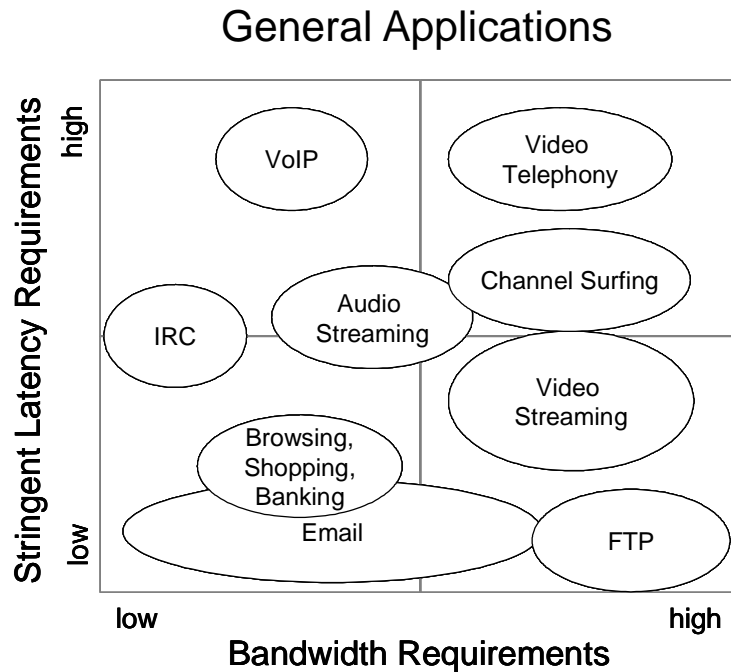 General Applications
Stringent Latency Requirements
high
low
VoIP
Video
Telephony
Channel Surfing
Audio
Streaming
IRC
Video
Streaming
Browsing,
Shopping,
Banking
Email
FTP
low
high
Bandwidth Requirements